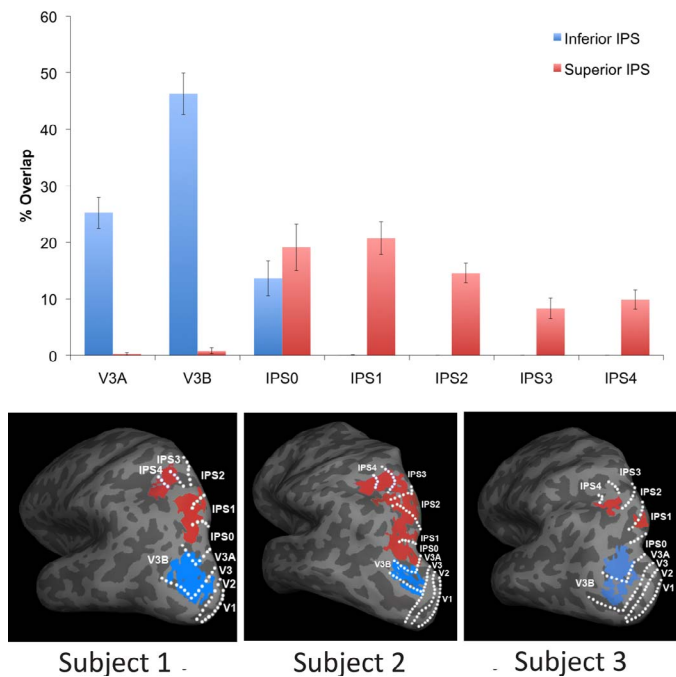 60
Inferior IPS
Superior IPS
50
40
% Overlap
30
20
10
0
V3A V3B IPS0 IPS1 IPS2 IPS3 IPS4
IPS3
IPS4
IPS2
IPS1
IPS0
V3A
V3B
V3
V2
V1
IPS4
IPS3
IPS2
IPS1
IPS0
V3A
V3B
V3
V2
V1
IPS3
IPS4
IPS2
IPS1
IPS0
V3A
V3
V3B
V2
V1
Subject 1 Subject 2 Subject 3